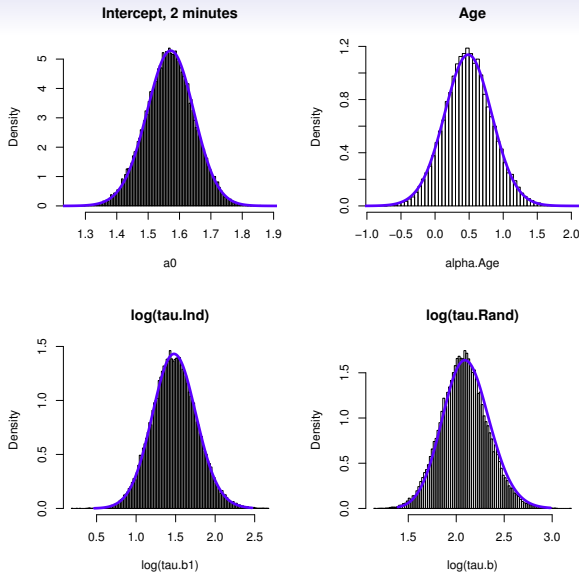 Intercept, 2 minutes
Density
0 1 2 3 4 5
1.3 1.4 1.5 1.6 1.7 1.8 1.9
a0
Age
Density
0.0 0.4 0.8 1.2
−1.0 −0.5 0.0 0.5 1.0 1.5 2.0
alpha.Age
log(tau.Ind)
Density
0.0 0.5 1.0 1.5
0.5 1.0 1.5 2.0 2.5
log(tau.b1)
log(tau.Rand)
Density
0.0 0.5 1.0 1.5
1.5 2.0 2.5 3.0
log(tau.b)